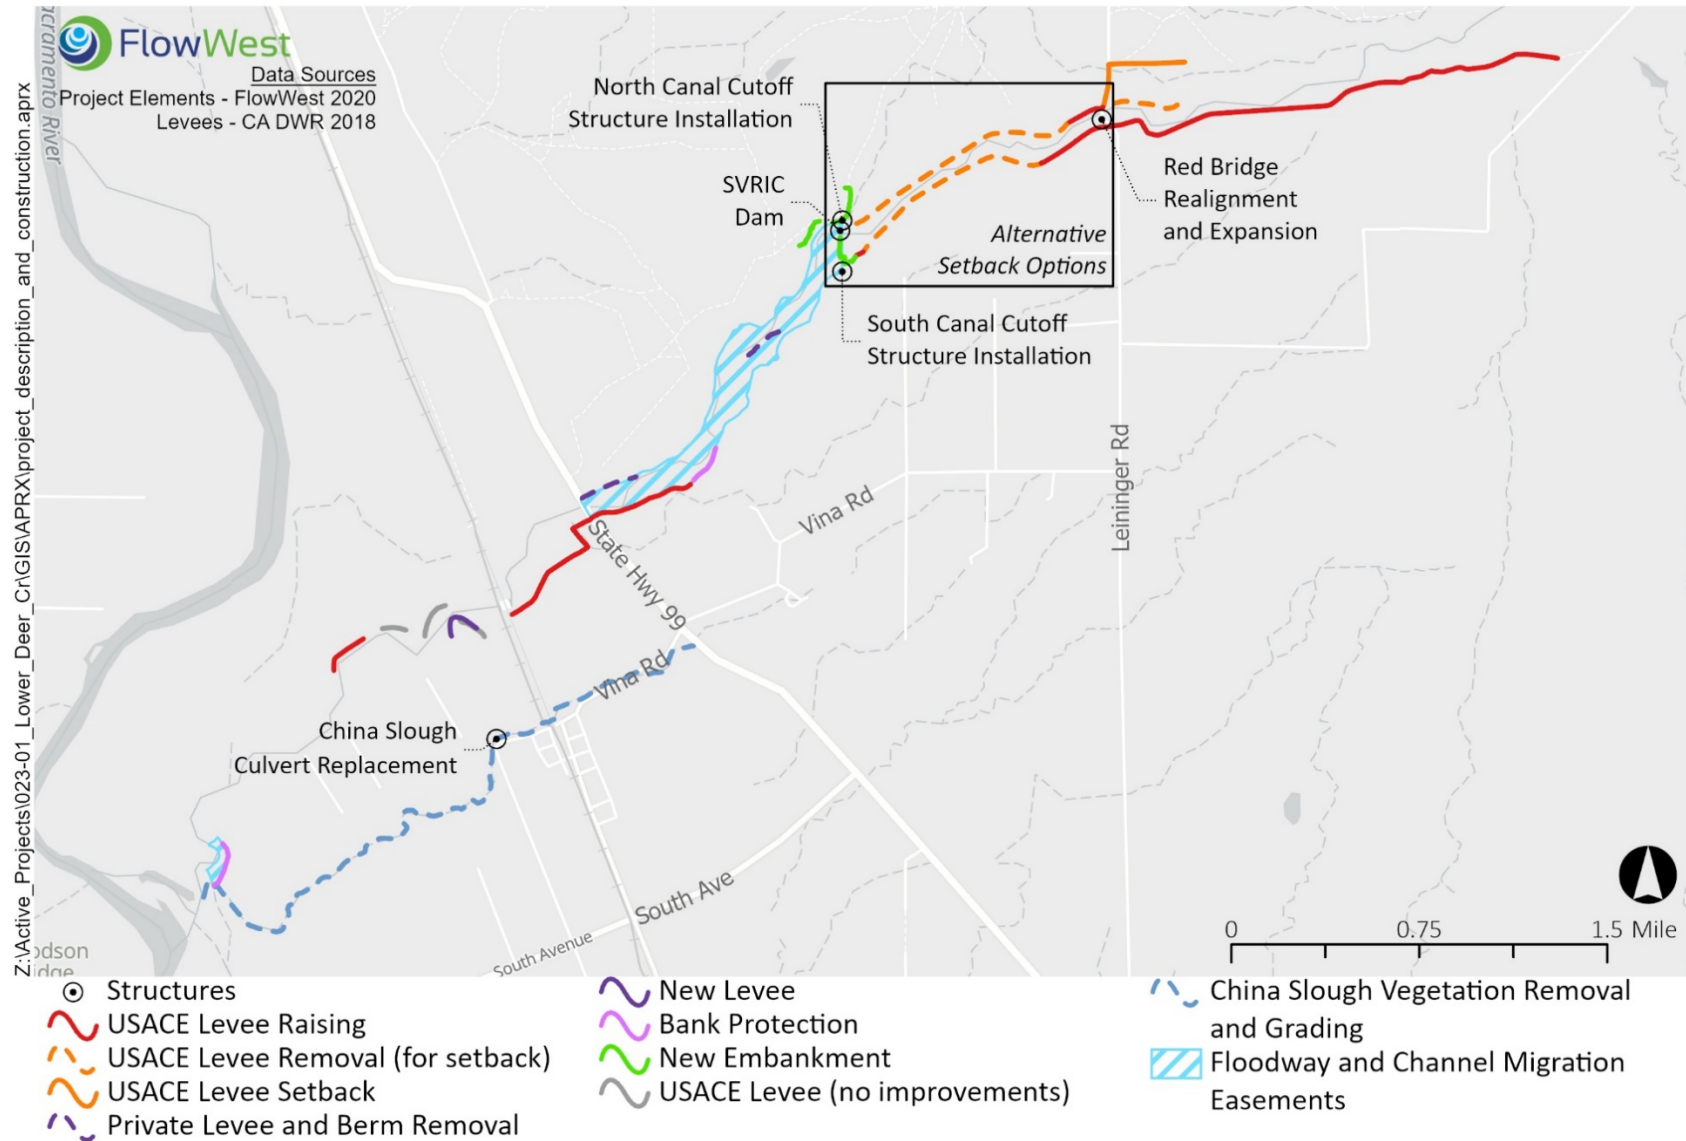 acramento River
FlowWest
Data Sources
Project Elements - FlowWest 2020
Levees - CA DWR 2018
Z:\Active_Projects\023-01_Lower_Deer_Cr\GIS\APRX\project_description_and_construction.aprx
North Canal Cutoff
Structure Installation
SVRIC
Dam
Red Bridge
Realignment
and Expansion
Alternative
Setback Options
South Canal Cutoff
Structure Installation
Leininger Rd
Vina Rd
State Hwy 99
Vina Rd
China Slough
Culvert Replacement
South Ave
South Avenue
odson
idge
0 0.75 1.5 Mile
Structures
USACE Levee Raising
USACE Levee Removal (for setback)
USACE Levee Setback
Private Levee and Berm Removal
New Levee
Bank Protection
New Embankment
USACE Levee (no improvements)
China Slough Vegetation Removal
and Grading
Floodway and Channel Migration
Easements